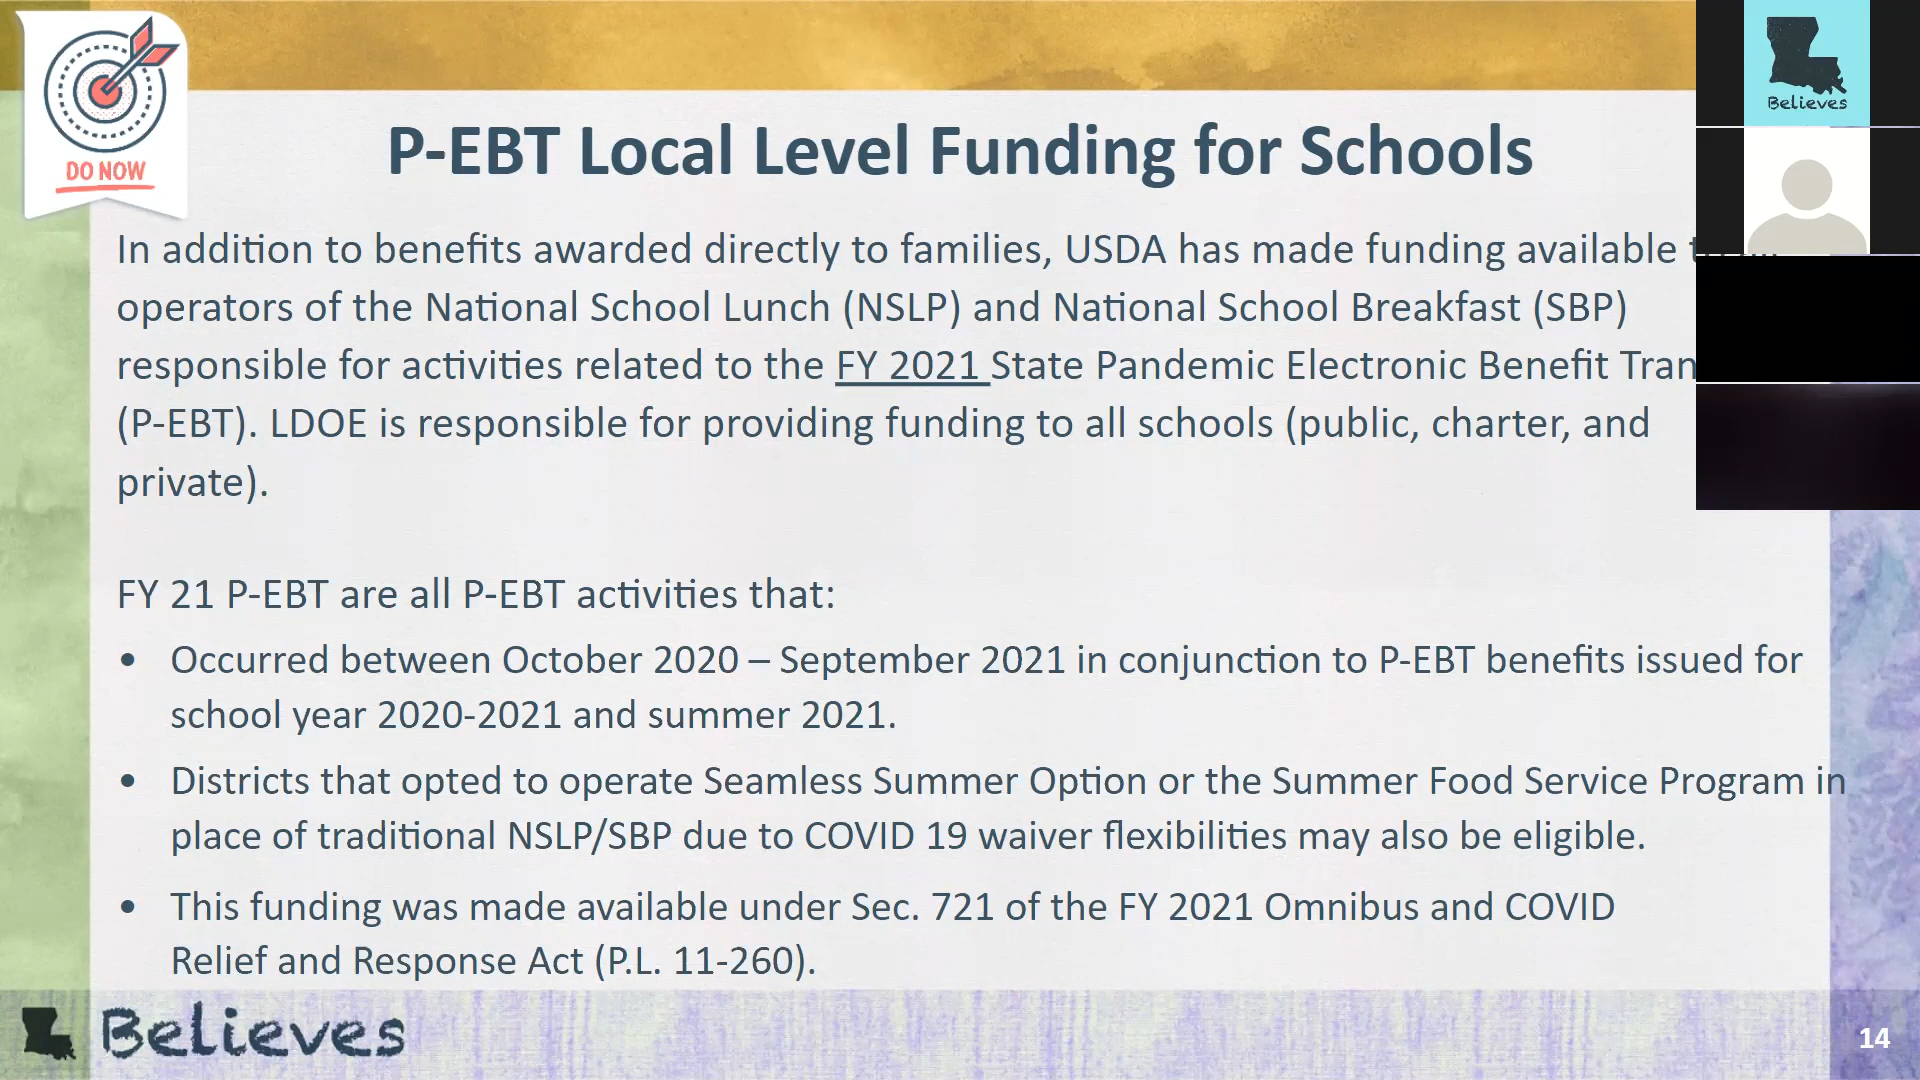 DO NOW
P-EBT Local Level Funding for Schools
In addition to benefits awarded directly to families, USDA has made funding available
operators of the National School Lunch (NSLP) and National School Breakfast (SBP)
responsible for activities related to the FY 2021 State Pandemic Electronic Benefit Tran
(P-EBT). LDOE is responsible for providing funding to all schools (public, charter, and
private).
FY 21 P-EBT are all P-EBT activities that:
• Occurred between October 2020 – September 2021 in conjunction to P-EBT benefits issued for
school year 2020-2021 and summer 2021.
• Districts that opted to operate Seamless Summer Option or the Summer Food Service Program in
place of traditional NSLP/SBP due to COVID 19 waiver flexibilities may also be eligible.
• This funding was made available under Sec. 721 of the FY 2021 Omnibus and COVID
Relief and Response Act (P.L. 11-260).
Believes
14
Believes